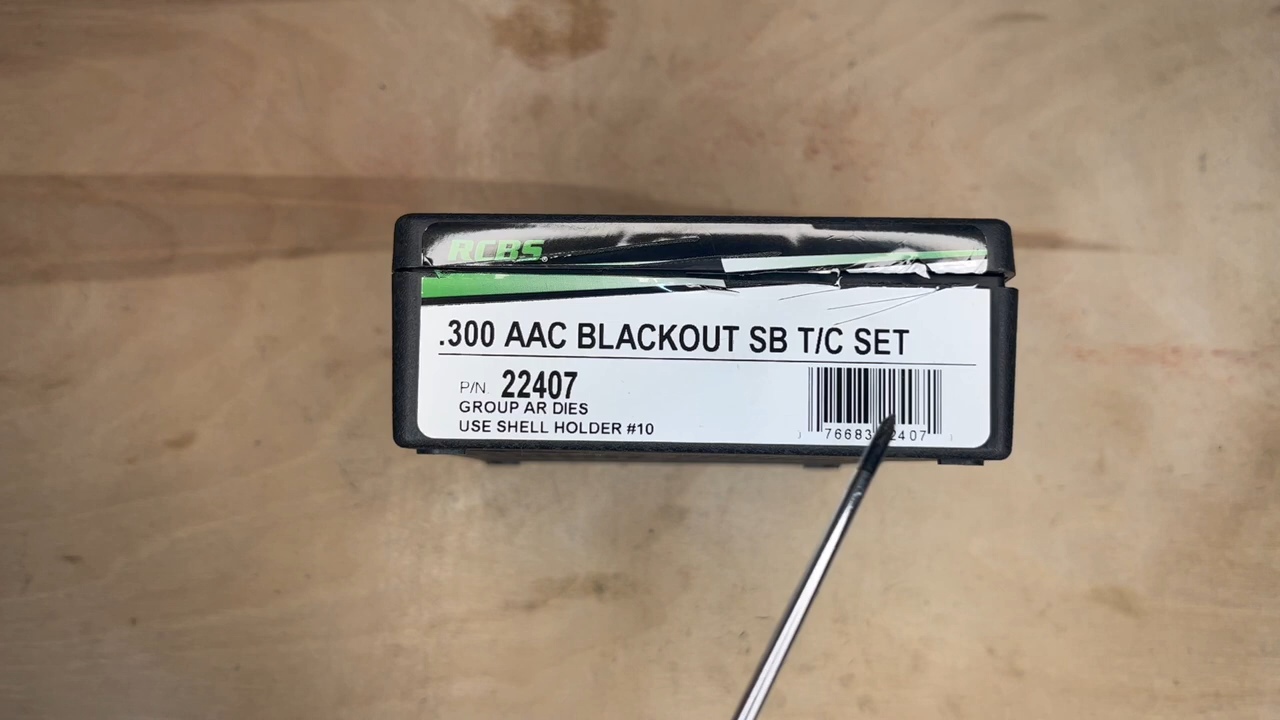 RCBS®
.300 AAC BLACKOUT SB T/C SET
P/N 22407
GROUP AR DIES
USE SHELL HOLDER #10